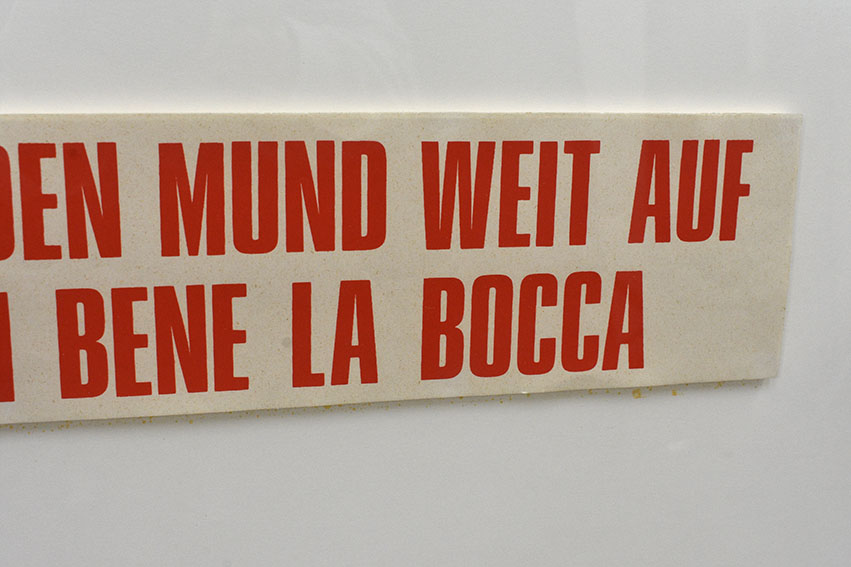 DEN MUND WEIT AUF
BENE LA BOCCA